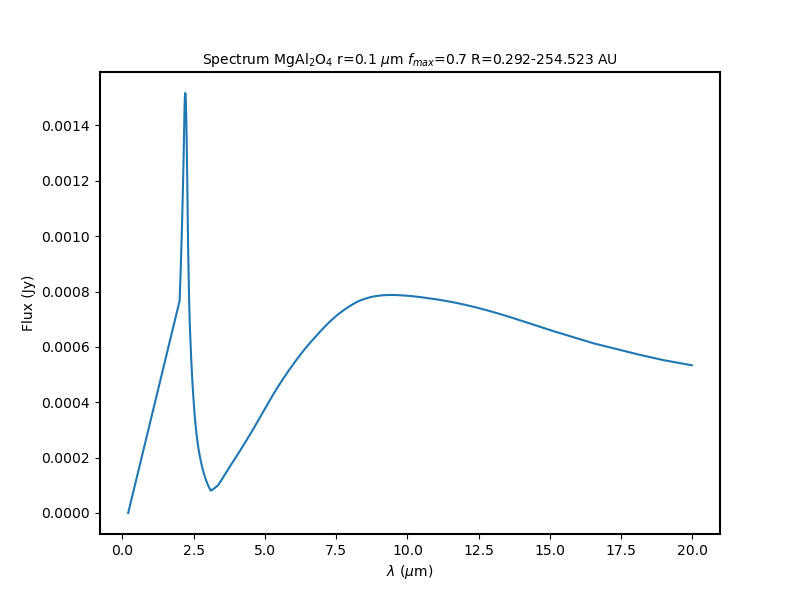 Spectrum MgAl₂O₄ r=0.1 μm f_max=0.7 R=0.292-254.523 AU
Flux (Jy)
0.0014
0.0012
0.0010
0.0008
0.0006
0.0004
0.0002
0.0000
0.0 2.5 5.0 7.5 10.0 12.5 15.0 17.5 20.0
λ (μm)